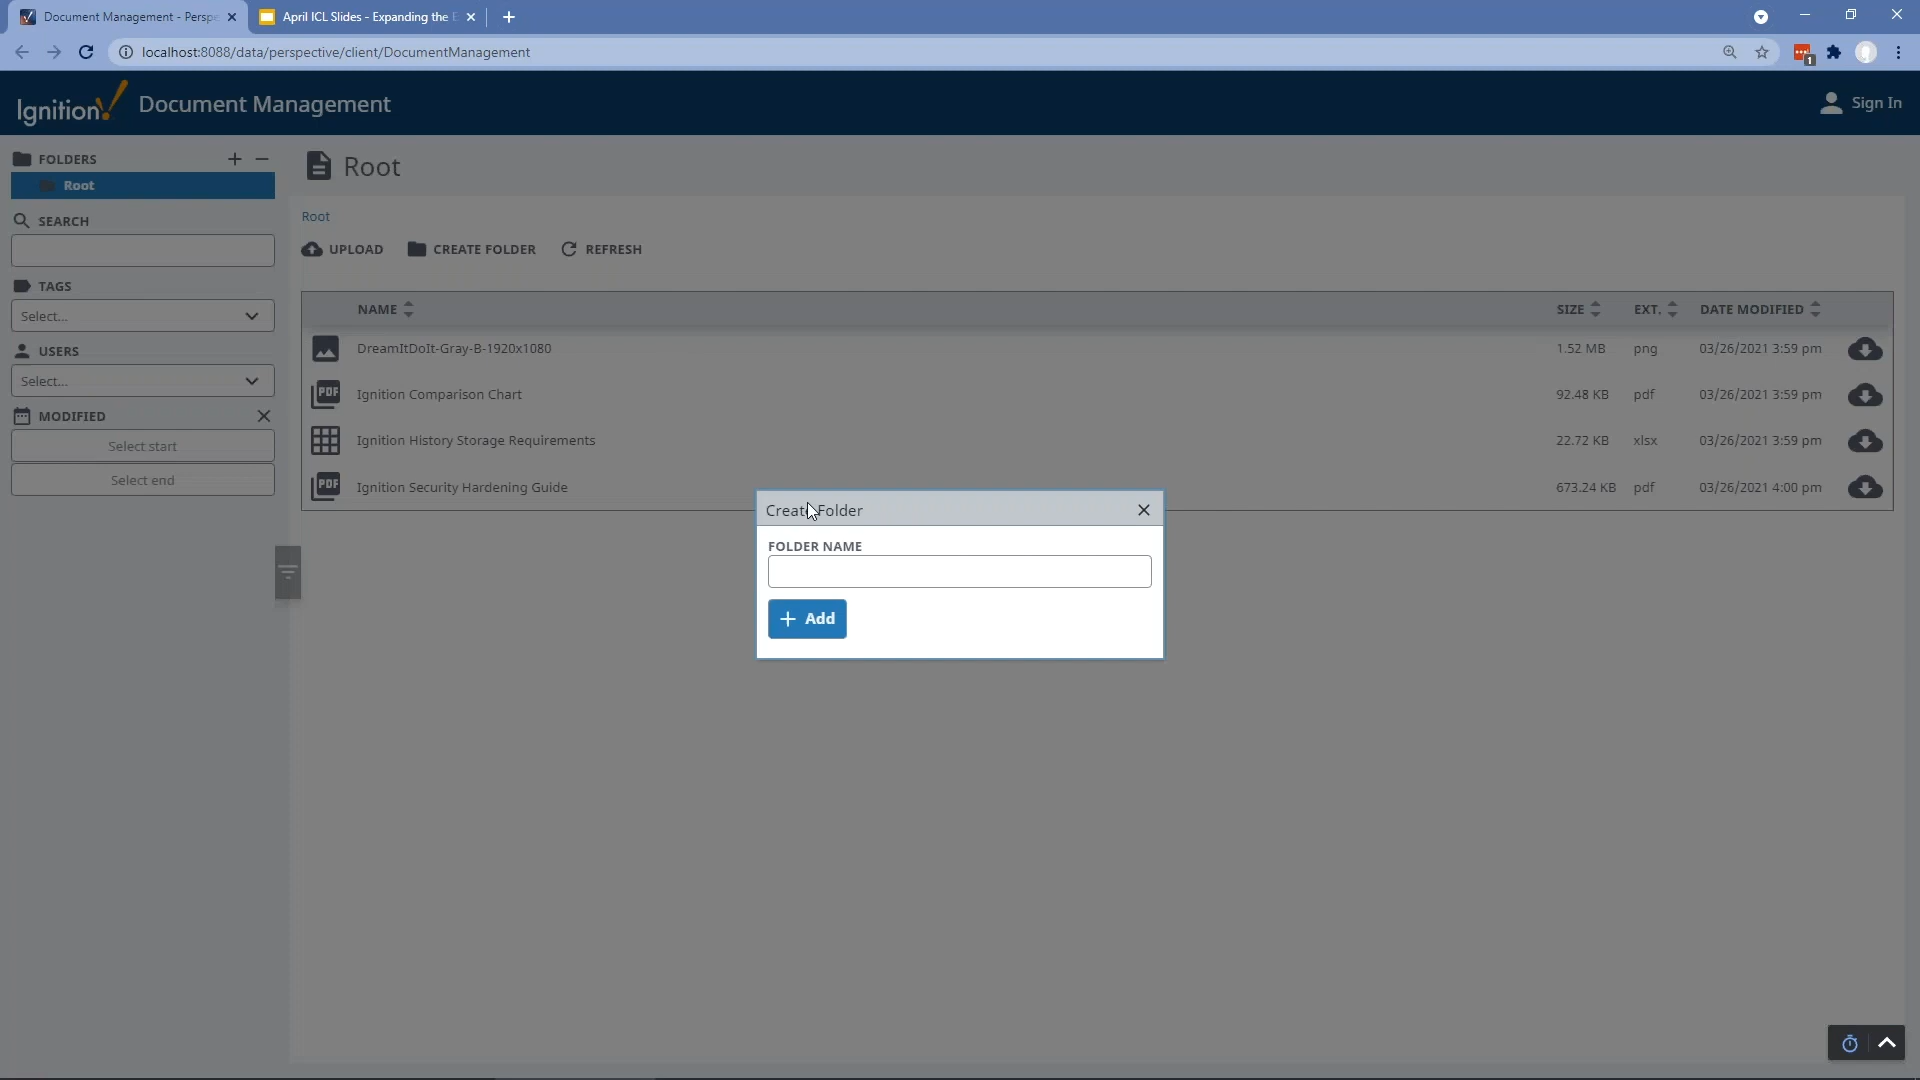 Document Management - Perspe
April ICL Slides - Expanding the E
localhost:8088/data/perspective/client/DocumentManagement
1
Ignition!
Document Management
Sign In
FOLDERS
Root
SEARCH
TAGS
Select...
USERS
Select...
MODIFIED
Select start
Select end
Root
Root
UPLOAD
CREATE FOLDER
REFRESH
NAME SIZE EXT. DATE MODIFIED
DreamItDoIt-Gray-B-1920x1080 1.52 MB png 03/26/2021 3:59 pm
PDF Ignition Comparison Chart 92.48 KB pdf 03/26/2021 3:59 pm
Ignition History Storage Requirements 22.72 KB xlsx 03/26/2021 3:59 pm
PDF Ignition Security Hardening Guide 673.24 KB pdf 03/26/2021 4:00 pm
Create Folder
FOLDER NAME
Add